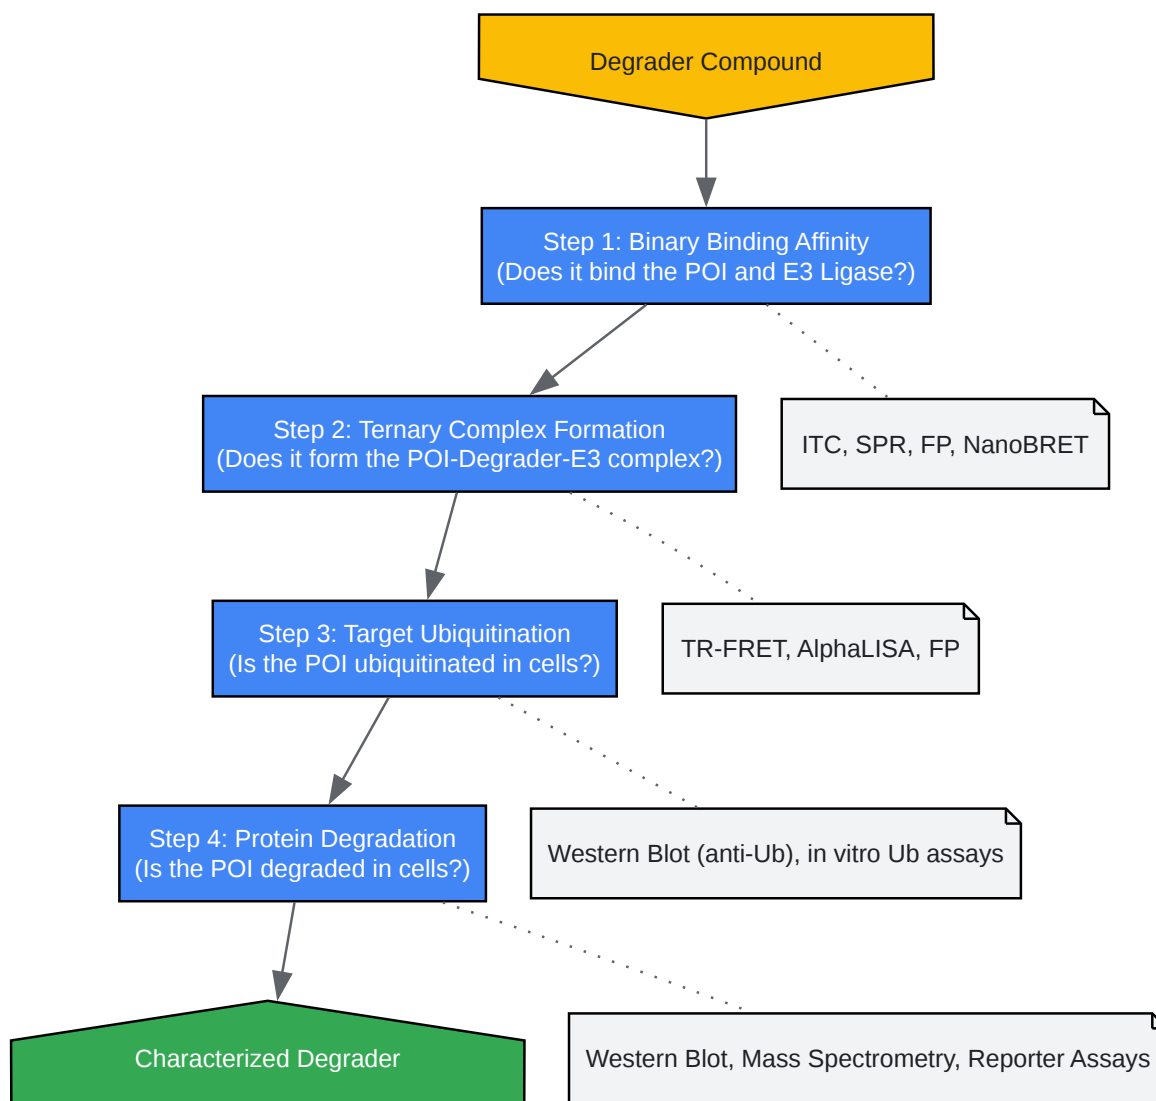 Degrader Compound
Step 1: Binary Binding Affinity
(Does it bind the POI and E3 Ligase?)
Step 2: Ternary Complex Formation
(Does it form the POI-Degrader-E3 complex?)
ITC, SPR, FP, NanoBRET
Step 3: Target Ubiquitination
(Is the POI ubiquitinated in cells?)
TR-FRET, AlphaLISA, FP
Step 4: Protein Degradation
(Is the POI degraded in cells?)
Western Blot (anti-Ub), in vitro Ub assays
Characterized Degrader
Western Blot, Mass Spectrometry, Reporter Assays